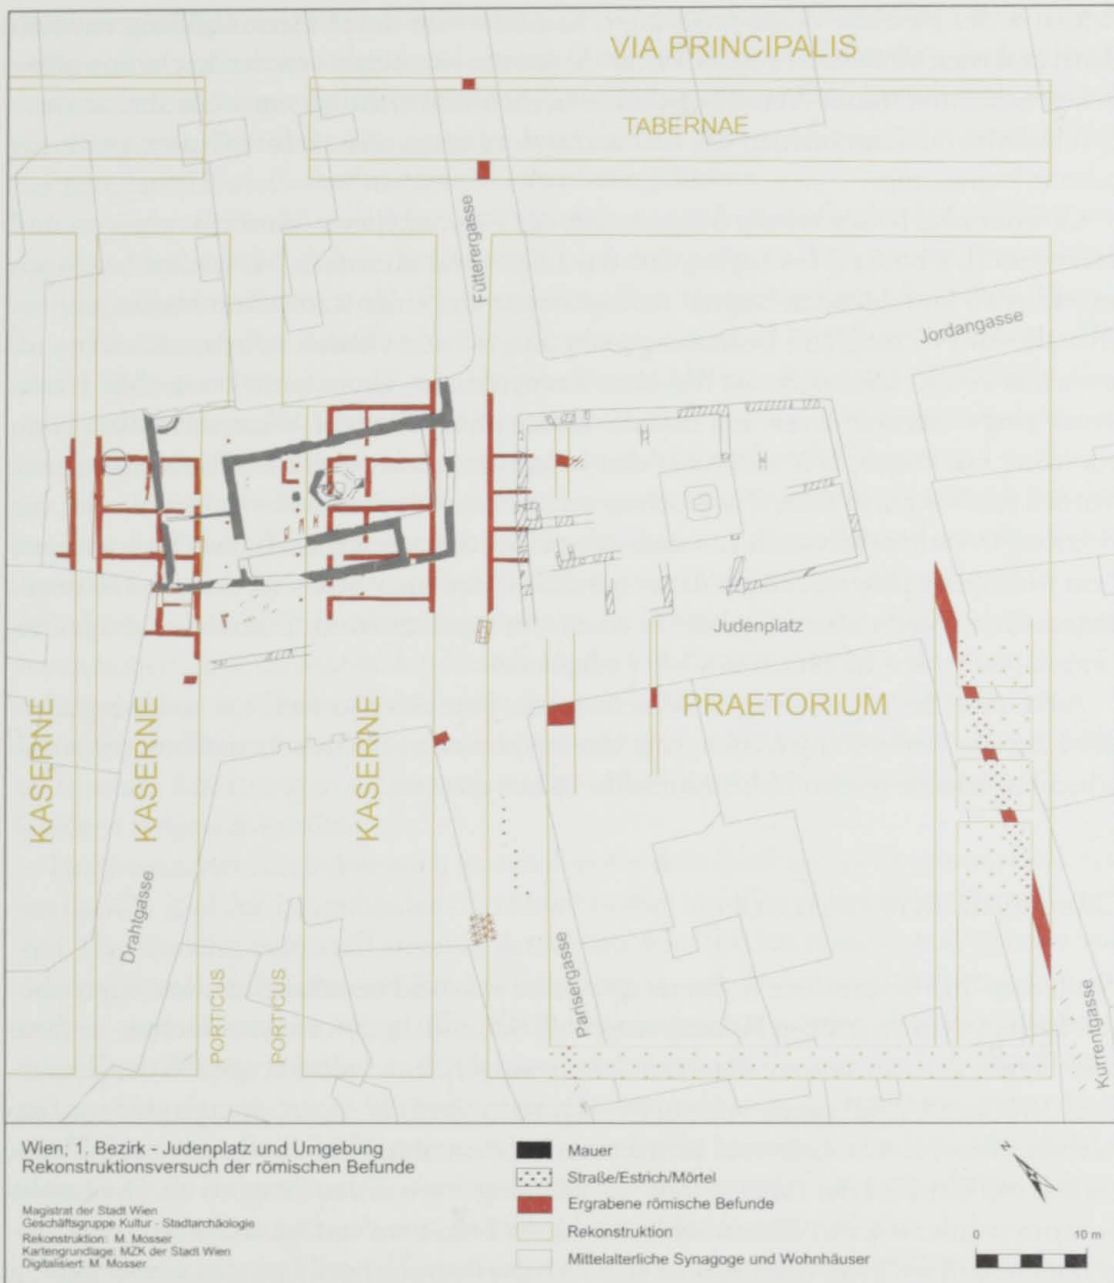 VIA PRINCIPALIS
TABERNAE
Fütterergasse
Jordangasse
Judenplatz
PRAETORIUM
KASERNE
KASERNE
KASERNE
Drahtgasse
PORTICUS
PORTICUS
Parisergasse
Kurrentgasse
Wien, 1. Bezirk - Judenplatz und Umgebung
Rekonstruktionsversuch der römischen Befunde
Magistrat der Stadt Wien
Geschäftsgruppe Kultur - Stadtarchäologie
Rekonstruktion: M. Mosser
Kartengrundlage: MZK der Stadt Wien
Digitalisiert: M. Mosser
Mauer
Straße/Estrich/Mörtel
Ergrabene römische Befunde
Rekonstruktion
Mittelalterliche Synagoge und Wohnhäuser
N
0 10 m